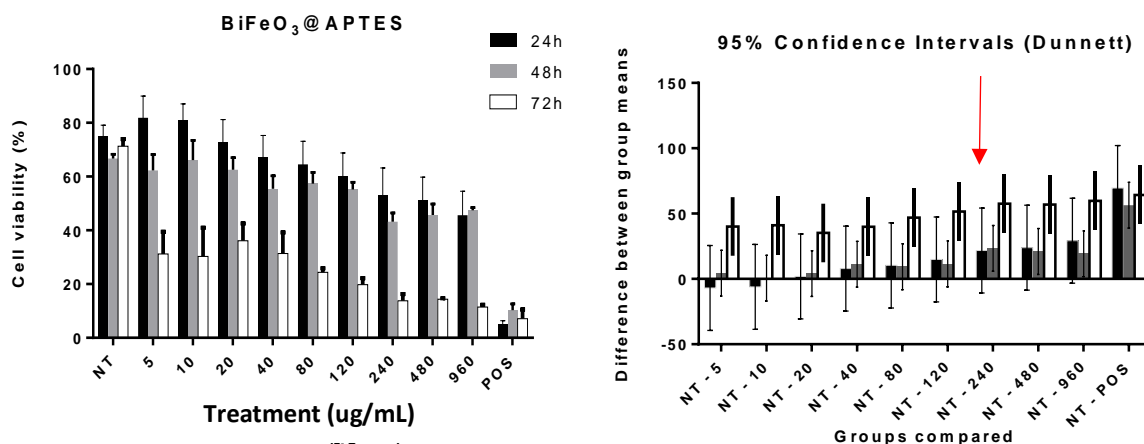 BiFeO₃@APTES
24h
48h
72h
Cell viability (%)
100
80
60
40
20
0
NT
5
10
20
40
80
120
240
480
960
POS
Treatment (ug/mL)
95% Confidence Intervals (Dunnett)
Difference between group means
150
100
50
0
-50
NT-5
NT-10
NT-20
NT-40
NT-80
NT-120
NT-240
NT-480
NT-960
NT-POS
Groups compared